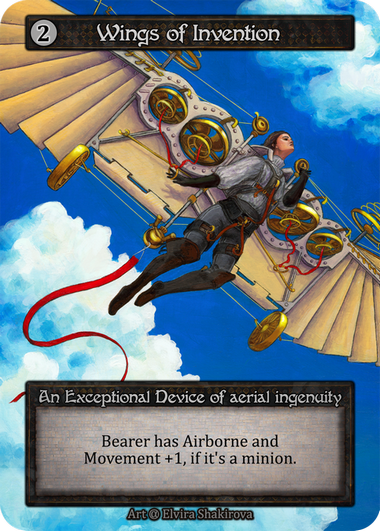 2
Wings of Invention
An Exceptional Device of aerial ingenuity
Bearer has Airborne and
Movement +1, if it's a minion.
Art @ Elvira Shakirova